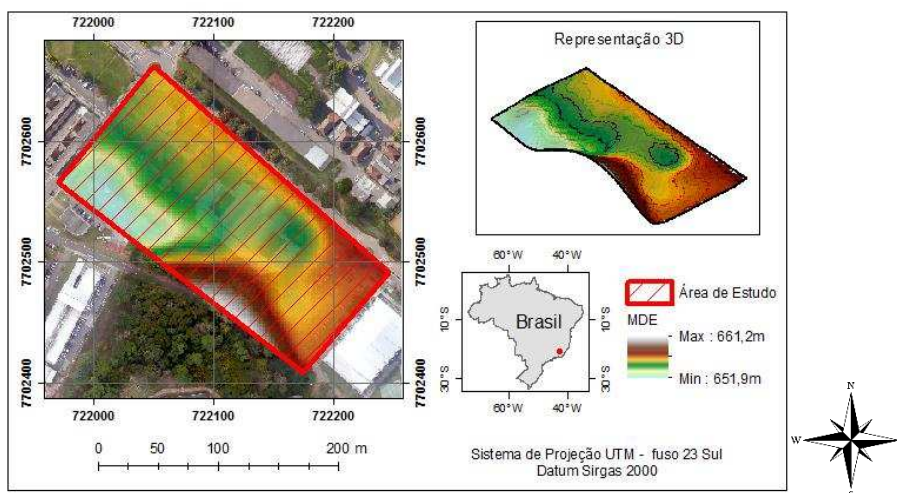 722000 722100 722200
7702600
7702500
7702400
7702600
7702500
7702400
722000 722100 722200
0 50 100 200 m
Representação 3D
60°W 40°W
10°S
30°S
10°S
30°S
Brasil
60°W 40°W
Área de Estudo
MDE
Max : 661,2m
Min : 651,9m
Sistema de Projeção UTM - fuso 23 Sul
Datum Sirgas 2000
N
W
E
S